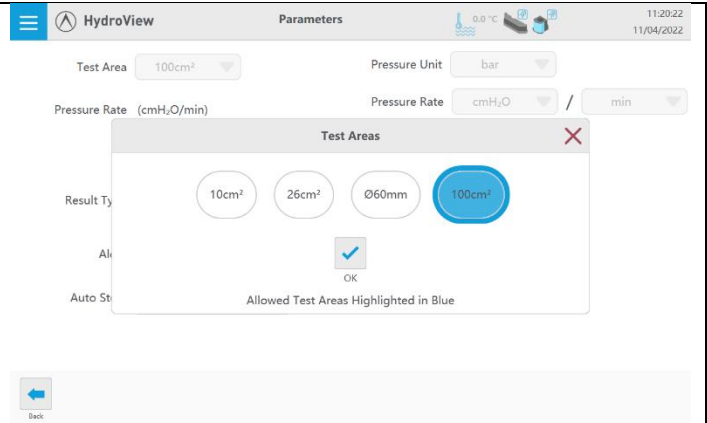 HydroView
Parameters
0.0 °C
11:20:22
11/04/2022
Test Area 100cm²
Pressure Unit bar
Pressure Rate (cmH₂O/min)
Pressure Rate cmH₂O / min
Test Areas
Result Ty
10cm² 26cm² Ø60mm 100cm²
OK
Auto St
Allowed Test Areas Highlighted in Blue
Back